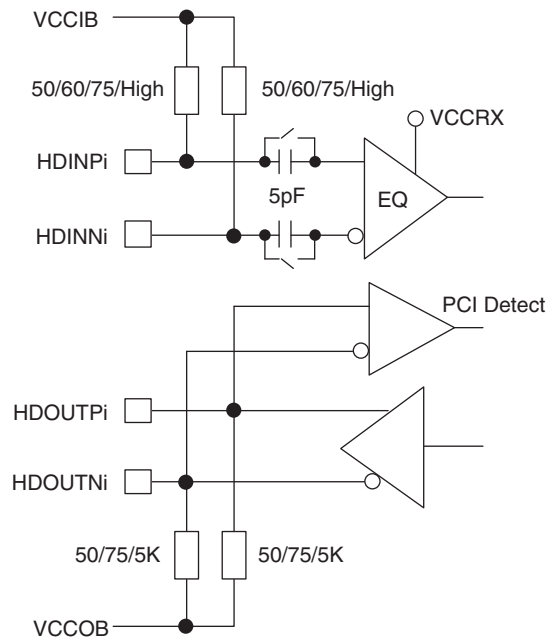 VCCIB
50/60/75/High
50/60/75/High
VCCRX
HDINPi
5pF
EQ
HDINNi
PCI Detect
HDOUTPi
HDOUTNi
50/75/5K
50/75/5K
VCCOB